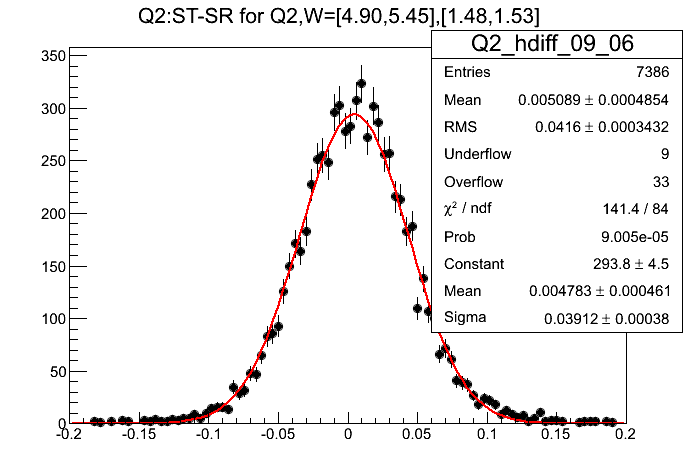 Q2:ST-SR for Q2,W=[4.90,5.45],[1.48,1.53]
Q2_hdiff_09_06
Entries 7386
Mean 0.005089 ± 0.0004854
RMS 0.0416 ± 0.0003432
Underflow 9
Overflow 33
χ² / ndf 141.4 / 84
Prob 9.005e-05
Constant 293.8 ± 4.5
Mean 0.004783 ± 0.000461
Sigma 0.03912 ± 0.00038
350
300
250
200
150
100
50
0
-0.2 -0.15 -0.1 -0.05 0 0.05 0.1 0.15 0.2